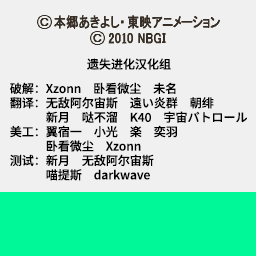 ©本郷あきよし・東映アニメーション
© 2010 NBGI
遗失进化汉化组
破解: Xzonn 卧看微尘 未名
翻译: 无敌阿尔宙斯 遠い炎群 朝绯
新月 哒不溜 K40 宇宙パトロール
美工: 翼宿一 小光 楽 奕羽
卧看微尘 Xzonn
测试: 新月 无敌阿尔宙斯
喵提斯 darkwave